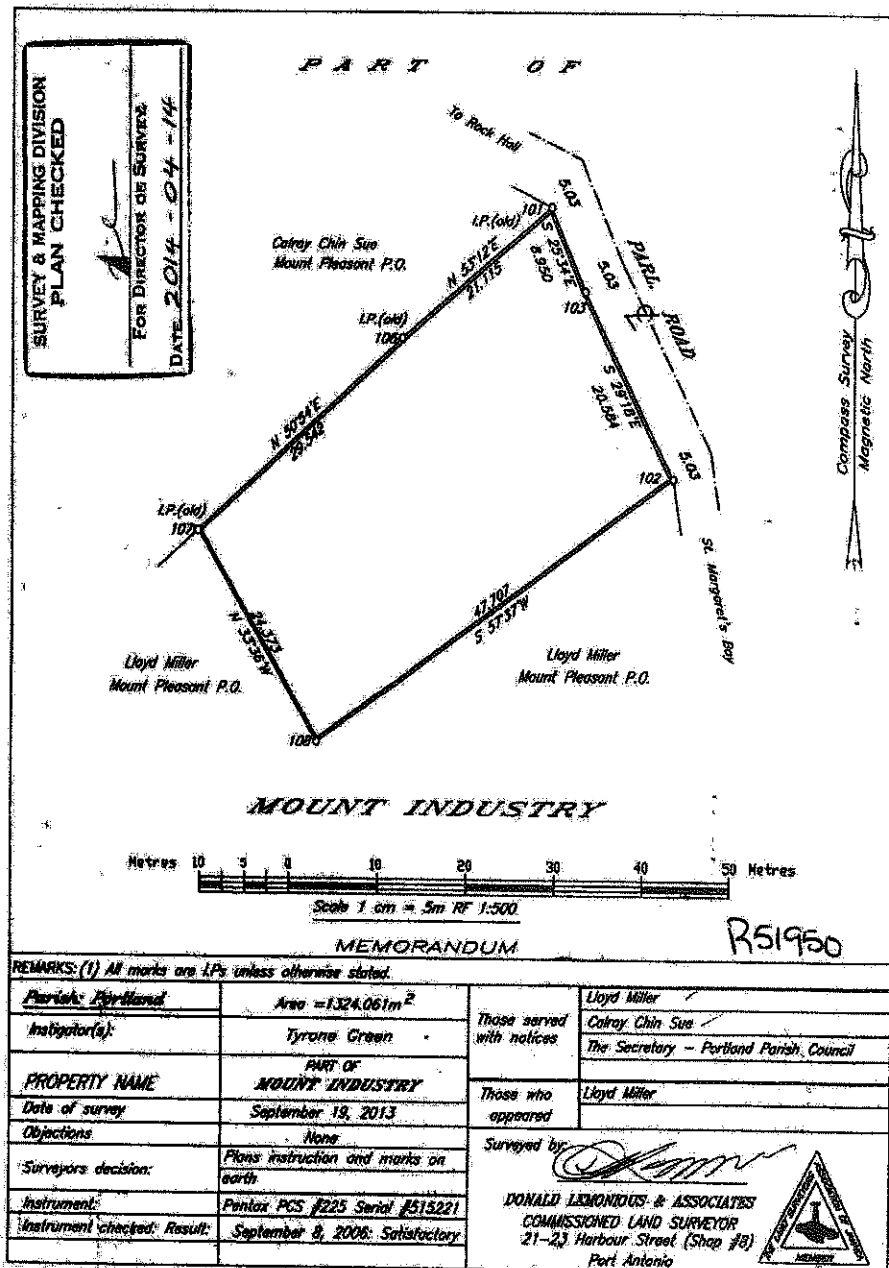 SURVEY & MAPPING DIVISION
PLAN CHECKED
FOR DIRECTOR OF SURVEY
DATE 2014-04-14
PART OF
To Rock Hall
5.03
101
I.P.(old)
Calray Chin Sue
Mount Pleasant P.O.
N 53°12'E
21.115
S 25°34'E
8.950
5.03
103
PARL. ROAD
I.P.(old)
106
S 29°18'E
20.584
N 50°54'E
29.542
102
5.03
I.P.(old)
107
47.707
S 57°37'W
St. Margaret's Bay
24.373
N 33°36'W
Lloyd Miller
Mount Pleasant P.O.
Lloyd Miller
Mount Pleasant P.O.
108
Compass Survey
Magnetic North
MOUNT INDUSTRY
Metres 10 5 0 10 20 30 40 50 Metres
Scale 1 cm = 5m RF 1:500
R51950
MEMORANDUM
REMARKS: (1) All marks are I.Ps unless otherwise stated.
Parish: Portland
Area =1324.061m²
Instigator(s):
Tyrone Green
PROPERTY NAME
PART OF
MOUNT INDUSTRY
Date of survey
September 19, 2013
Objections
None
Surveyors decision:
Plans instruction and marks on
earth
Instrument:
Pentax PCS #225 Serial #515221
Instrument checked: Result:
September 8, 2006: Satisfactory
Those served
with notices
Lloyd Miller
Calray Chin Sue
The Secretary - Portland Parish Council
Those who
appeared
Lloyd Miller
Surveyed by:
DONALD LEMONIOUS & ASSOCIATES
COMMISSIONED LAND SURVEYOR
21-23 Harbour Street (Shop #8)
Port Antonio
MEMBER